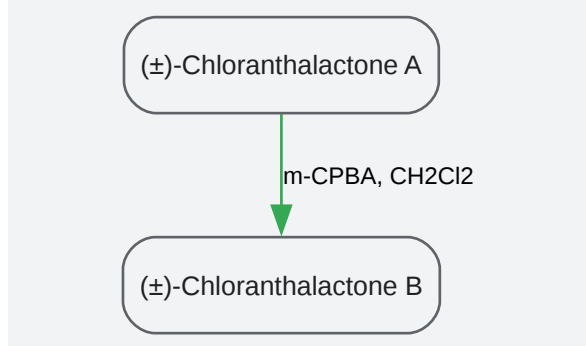 (±)-Chloranthalactone A
m-CPBA, CH2Cl2
(±)-Chloranthalactone B